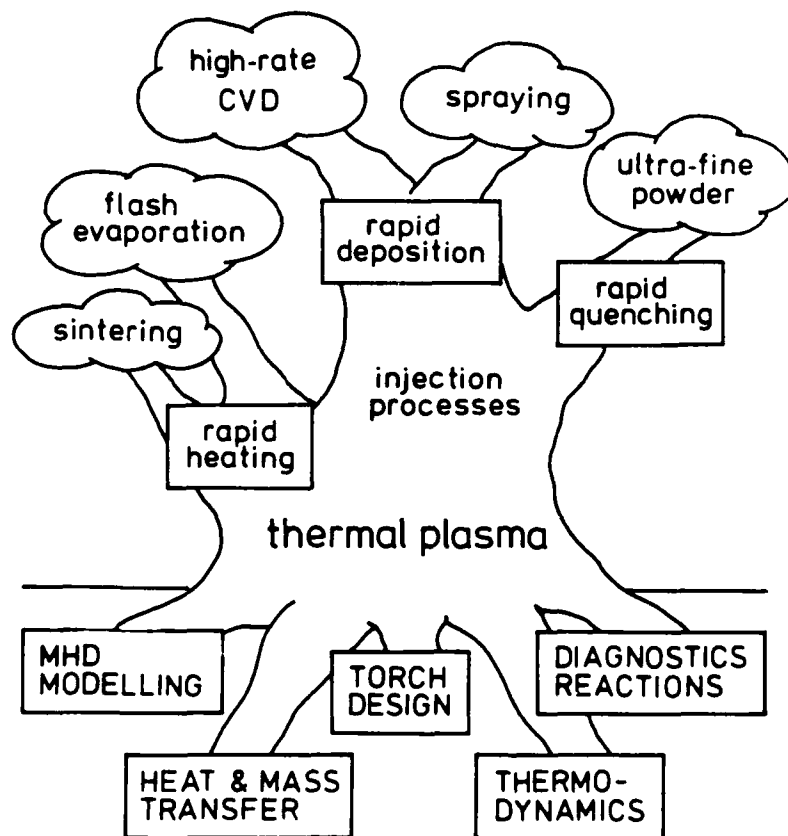 high-rate
CVD
spraying
ultra-fine
powder
flash
evaporation
rapid
deposition
rapid
quenching
sintering
injection
processes
rapid
heating
thermal plasma
MHD
MODELLING
TORCH
DESIGN
DIAGNOSTICS
REACTIONS
HEAT & MASS
TRANSFER
THERMO-
DYNAMICS